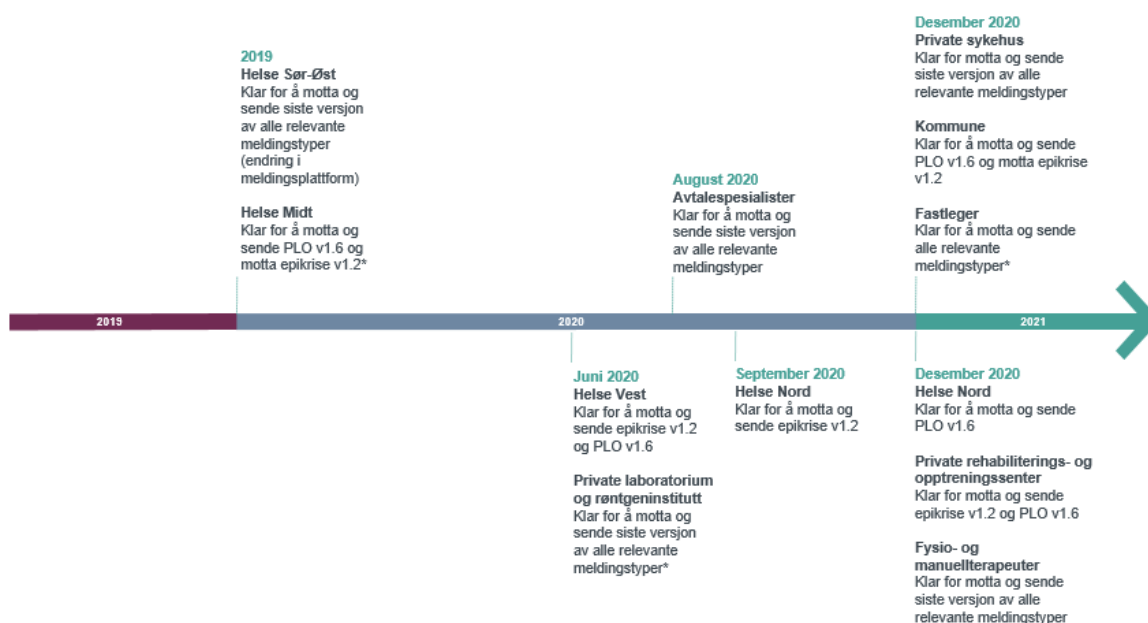 2019
Helse Sør-Øst
Klar for å motta og
sende siste versjon
av alle relevante
meldingstyper
(endring i
meldingsplattform)
Helse Midt
Klar for å motta og
sende PLO v1.6 og
motta epikrise v1.2*
August 2020
Avtalespesialister
Klar for å motta og
sende siste versjon
av alle relevante
meldingstyper
Desember 2020
Private sykehus
Klar for motta og sende
siste versjon av alle
relevante meldingstyper
Kommune
Klar for å motta og sende
PLO v1.6 og motta epikrise
v1.2
Fastleger
Klar for å motta og sende
alle relevante
meldingstyper*
2019
2020
2021
Juni 2020
Helse Vest
Klar for å motta og
sende epikrise v1.2
og PLO v1.6
Private laboratorium
og røntgeninstitutt
Klar for å motta og
sende siste versjon
av alle relevante
meldingstyper*
September 2020
Helse Nord
Klar for å motta og
sende epikrise v1.2
Desember 2020
Helse Nord
Klar for å motta og sende
PLO v1.6
Private rehabiliterings- og
opptreningssenter
Klar for motta og sende
epikrise v1.2 og PLO v1.6
Fysio- og
manuellterapeuter
Klar for motta og sende
siste versjon av alle
relevante meldingstyper